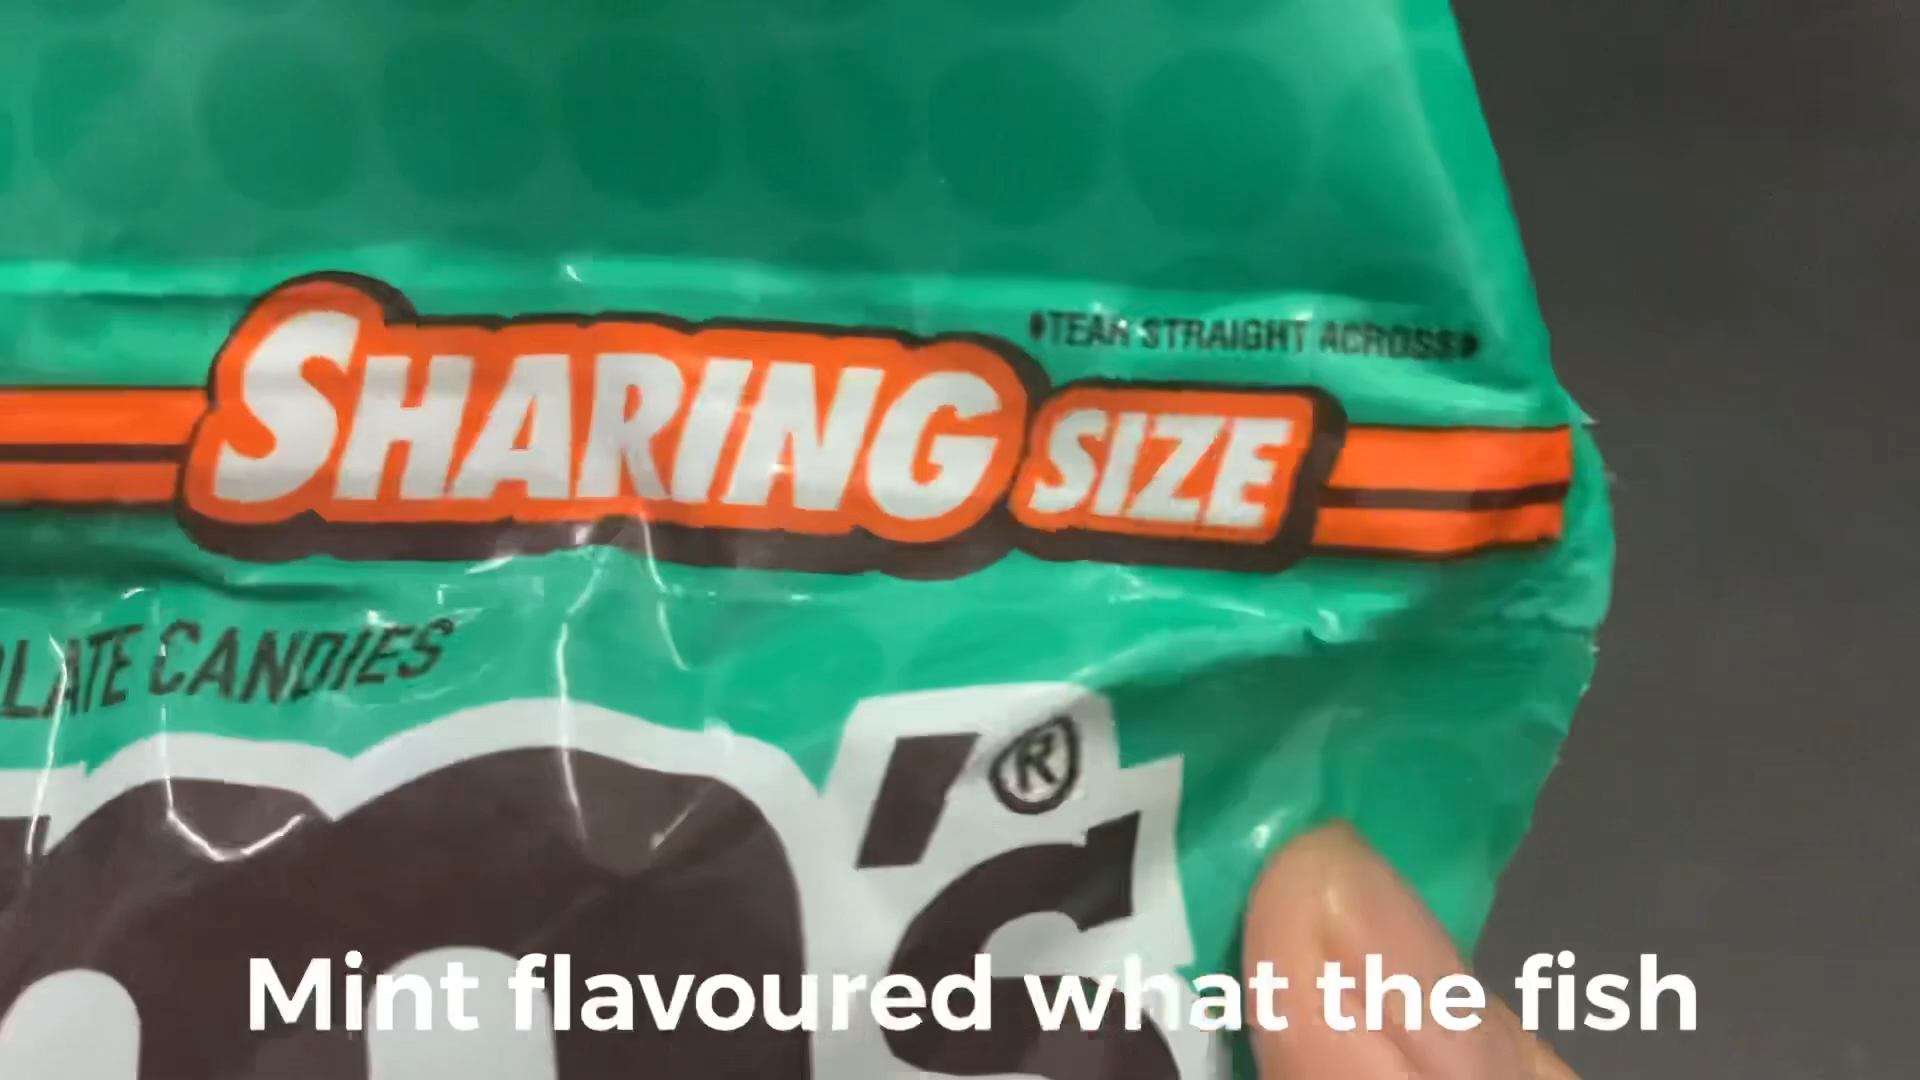 •TEAR STRAIGHT ACROSS•
SHARING SIZE
LATE CANDIES
m's®
Mint flavoured what the fish